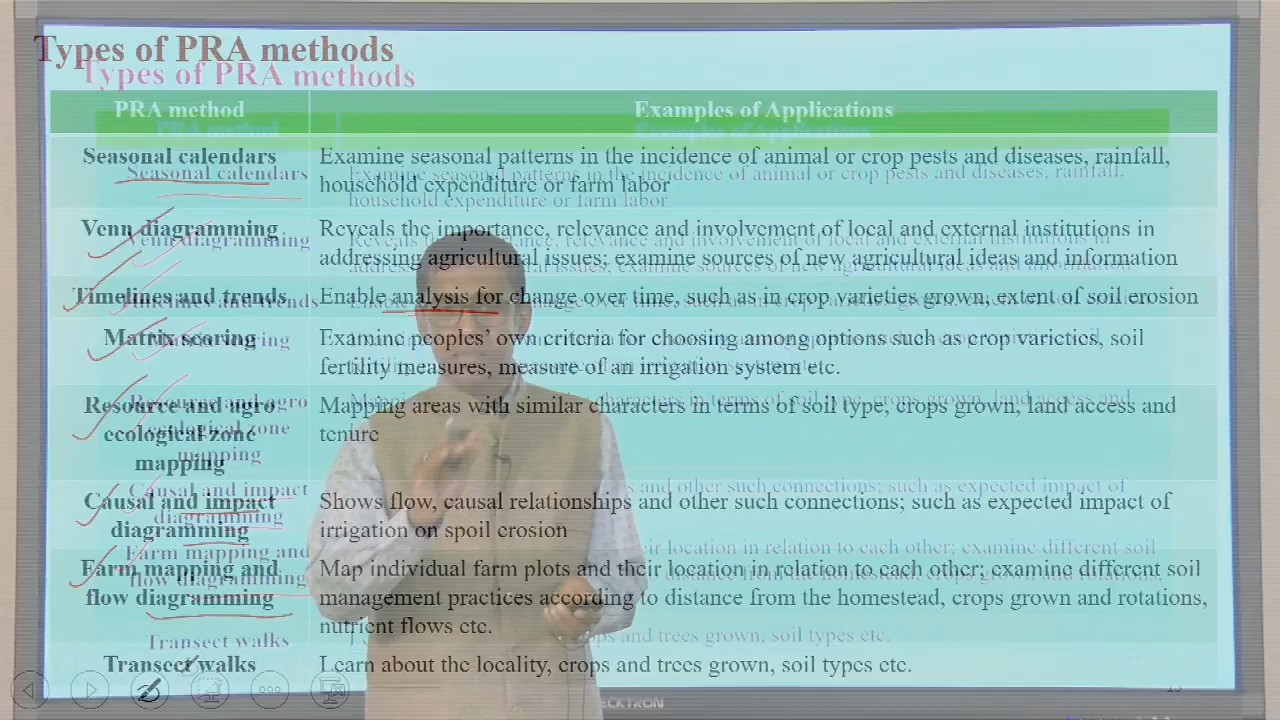 Types of PRA methods
Types of PRA methods
PRA method Examples of Applications
Seasonal calendars Examine seasonal patterns in the incidence of animal or crop pests and diseases, rainfall,
household expenditure or farm labor
Venn diagramming Reveals the importance, relevance and involvement of local and external institutions in
addressing agricultural issues; examine sources of new agricultural ideas and information
Timelines and trends Enable analysis for change over time, such as in crop varieties grown, extent of soil erosion
Matrix scoring Examine peoples' own criteria for choosing among options such as crop varieties, soil
fertility measures, measure of an irrigation system etc.
Resource and agro Mapping areas with similar characters in terms of soil type, crops grown, land access and
ecological zone tenure
mapping
Causal and impact Shows flow, causal relationships and other such connections; such as expected impact of
diagramming irrigation on spoil erosion
Farm mapping and Map individual farm plots and their location in relation to each other; examine different soil
flow diagramming management practices according to distance from the homestead, crops grown and rotations,
nutrient flows etc.
Transect walks
Transect walks Learn about the locality, crops and trees grown, soil types etc.